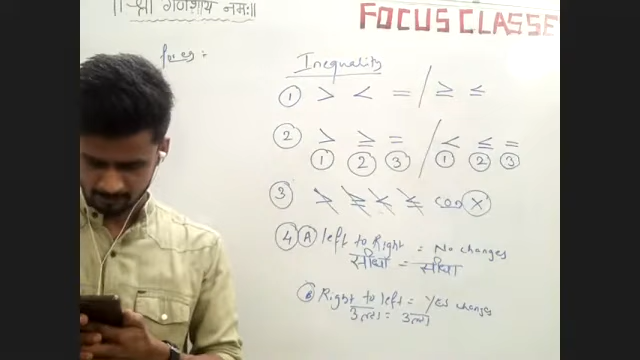 ॥ श्री गणेशाय नमः॥
FOCUS CLASSE
Inequality
① > < = / ≥ ≤
② > ≥ = / < ≤ =
① ② ③ ① ② ③
③ > ≥ < ≤ con X
④ Ⓐ left to Right = No changes
सीधा = सीधा
Ⓑ Right to left = Yes changes
उल्टा = उल्टा